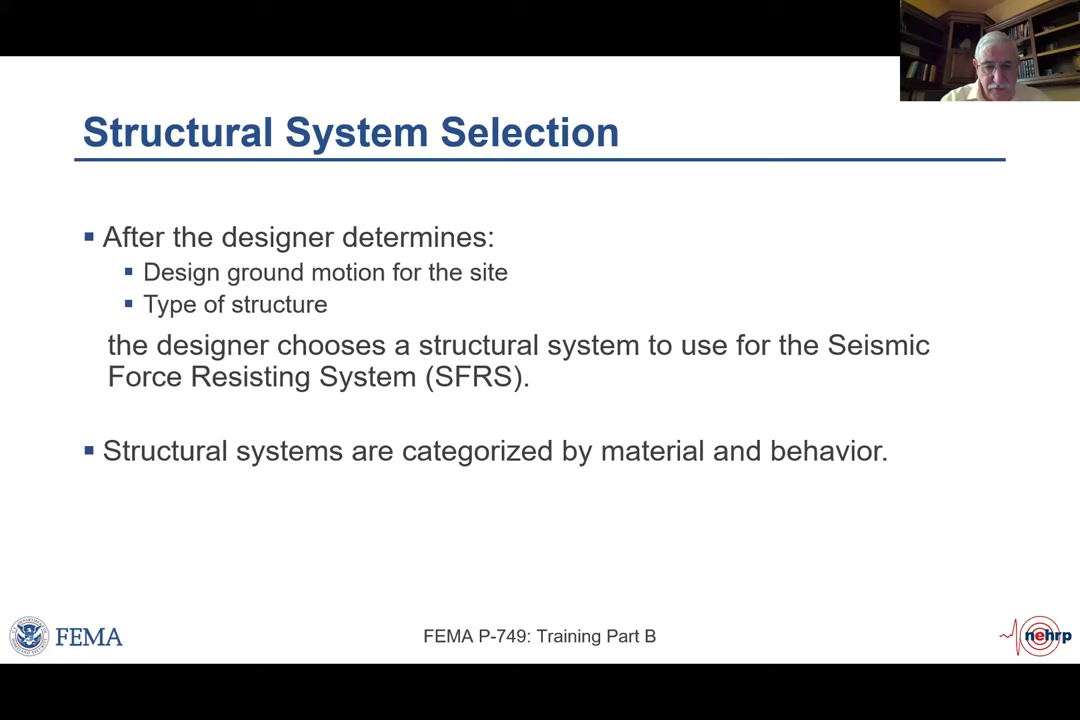 Structural System Selection
▪ After the designer determines:
▪ Design ground motion for the site
▪ Type of structure
the designer chooses a structural system to use for the Seismic
Force Resisting System (SFRS).
▪ Structural systems are categorized by material and behavior.
FEMA
FEMA P-749: Training Part B
nehrp